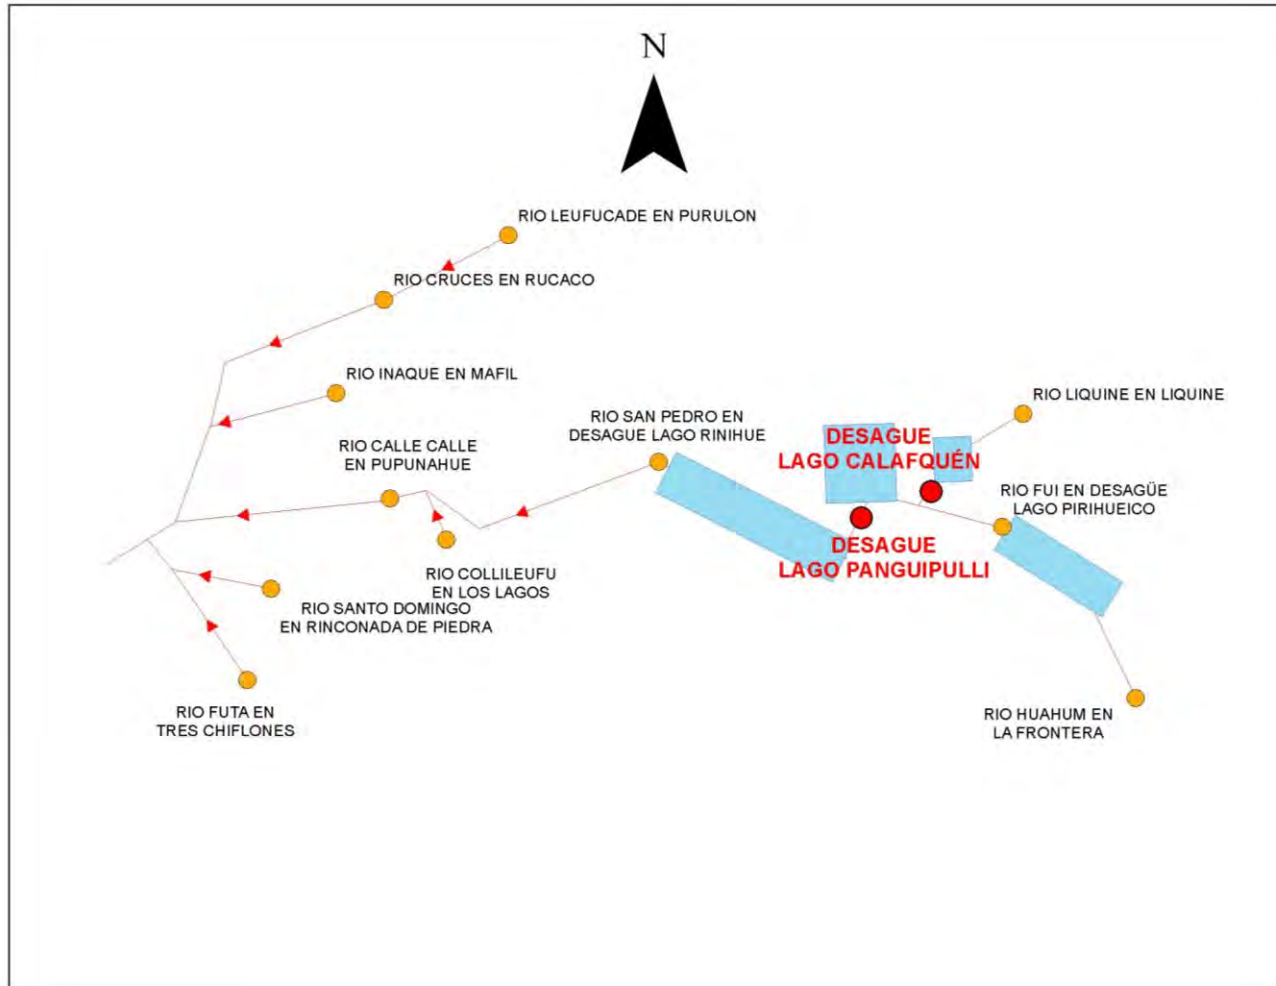 N
RIO LEUFUCADE EN PURULON
RIO CRUCES EN RUCACO
RIO INAQUE EN MAFIL
RIO LIQUINE EN LIQUINE
RIO SAN PEDRO EN
DESAGUE LAGO RINIHUE
DESAGUE
LAGO CALAFQUÉN
RIO CALLE CALLE
EN PUPUNAHUE
RIO FUI EN DESAGÜE
LAGO PIRIHUEICO
DESAGUE
LAGO PANGUIPULLI
RIO COLLILEUFU
EN LOS LAGOS
RIO SANTO DOMINGO
EN RINCONADA DE PIEDRA
RIO FUTA EN
TRES CHIFLONES
RIO HUAHUM EN
LA FRONTERA